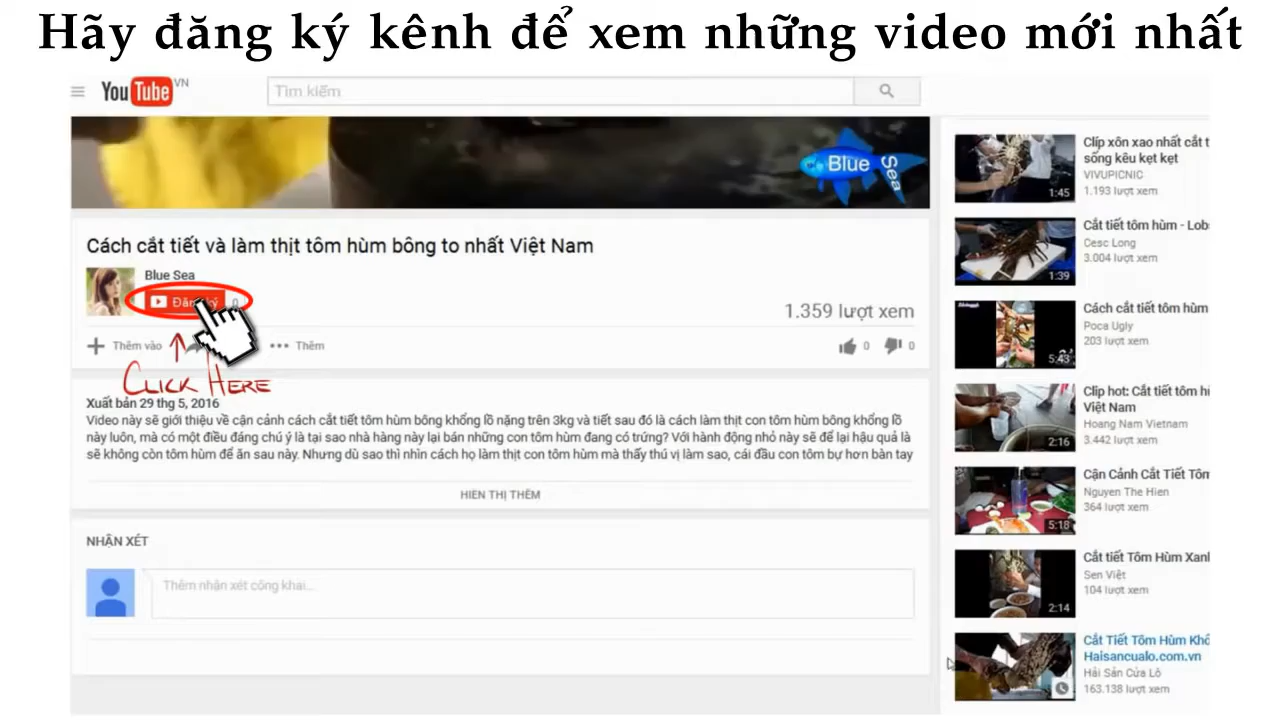 Hãy đăng ký kênh để xem những video mới nhất
YouTube VN
Tìm kiếm
Blue Sea
Cách cắt tiết và làm thịt tôm hùm bông to nhất Việt Nam
Blue Sea
Đăng ký 0
1.359 lượt xem
Thêm vào
Thêm
0 0
CLICK HERE
Xuất bản 29 thg 5, 2016
Video này sẽ giới thiệu về cận cảnh cách cắt tiết tôm hùm bông khổng lồ nặng trên 3kg và tiết sau đó là cách làm thịt con tôm hùm bông khổng lồ
này luôn, mà có một điều đáng chú ý là tại sao nhà hàng này lại bán những con tôm hùm đang có trứng? Với hành động nhỏ này sẽ để lại hậu quả là
sẽ không còn tôm hùm để ăn sau này. Nhưng dù sao thì nhìn cách họ làm thịt con tôm hùm mà thấy thú vị làm sao, cái đầu con tôm bự hơn bàn tay
HIỂN THỊ THÊM
NHẬN XÉT
Thêm nhận xét công khai...
1:45
Clíp xôn xao nhất cắt t
sống kêu kẹt kẹt
VIVUPICNIC
1.193 lượt xem
1:39
Cắt tiết tôm hùm - Lob
Cesc Long
3.004 lượt xem
5:43
Cách cắt tiết tôm hùm
Poca Ugly
203 lượt xem
2:16
Clip hot: Cắt tiết tôm h
Việt Nam
Hoang Nam Vietnam
3.442 lượt xem
5:18
Cận Cảnh Cắt Tiết Tôm
Nguyen The Hien
364 lượt xem
2:14
Cắt tiết Tôm Hùm Xanh
Sen Việt
104 lượt xem
Cắt Tiết Tôm Hùm Khổ
Haisancualo.com.vn
Hải Sản Cửa Lò
163.138 lượt xem